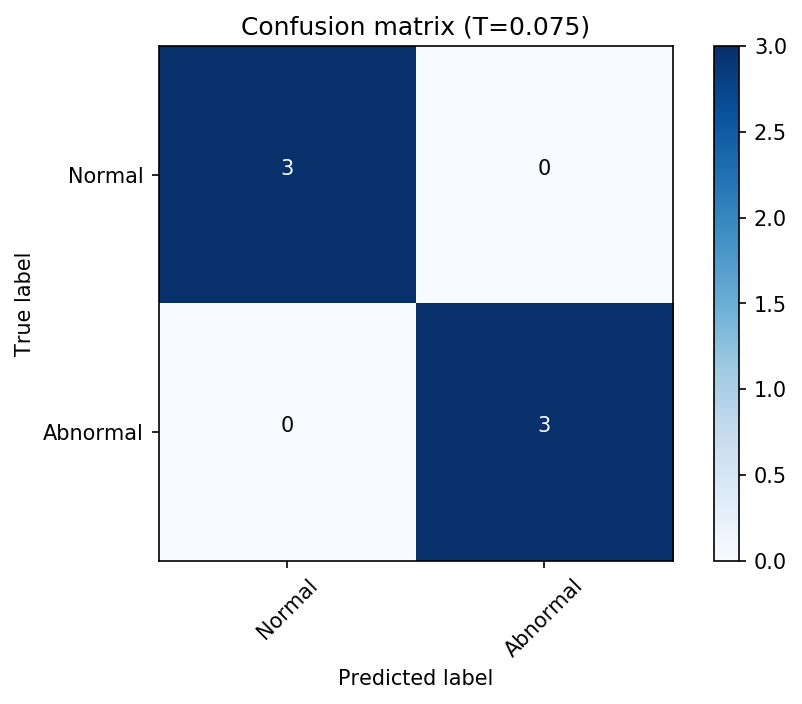 Confusion matrix (T=0.075)
True label
Normal
Abnormal
3
0
0
3
Normal
Abnormal
Predicted label
3.0
2.5
2.0
1.5
1.0
0.5
0.0